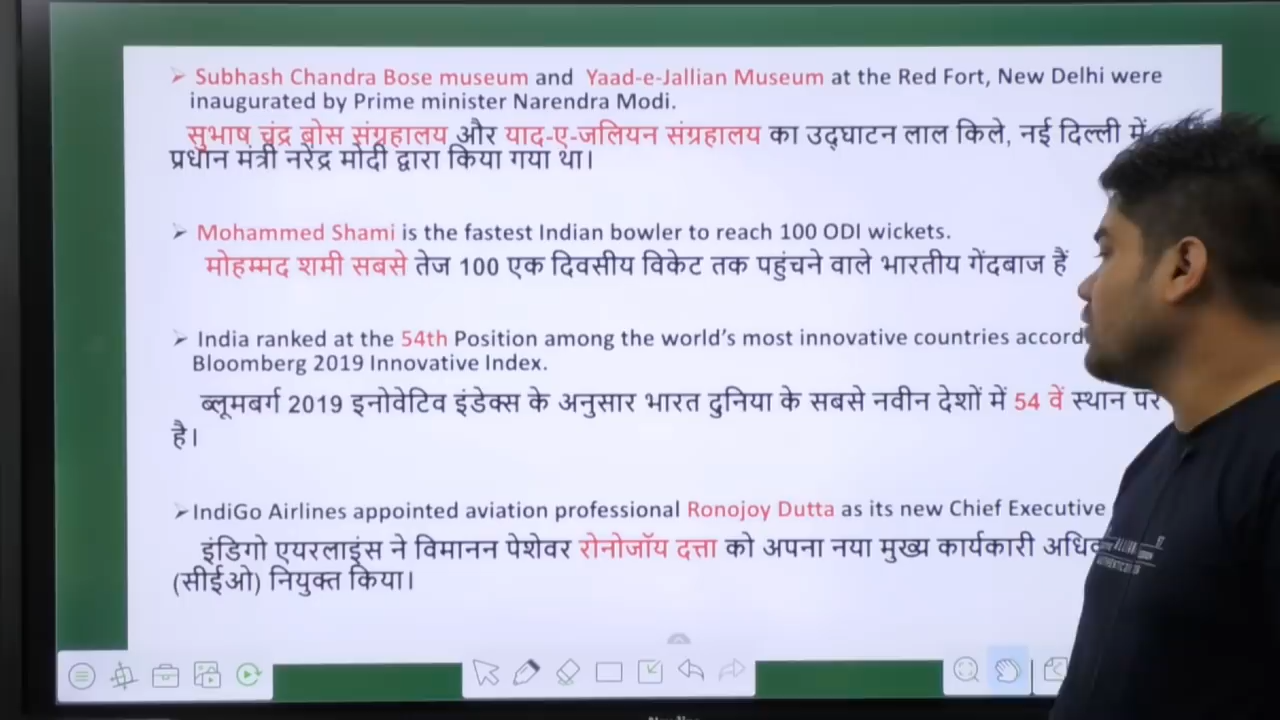 ➢ Subhash Chandra Bose museum and Yaad-e-Jallian Museum at the Red Fort, New Delhi were
inaugurated by Prime minister Narendra Modi.
सुभाष चंद्र बोस संग्रहालय और याद-ए-जलियन संग्रहालय का उद्घाटन लाल किले, नई दिल्ली में
प्रधान मंत्री नरेंद्र मोदी द्वारा किया गया था।
➢ Mohammed Shami is the fastest Indian bowler to reach 100 ODI wickets.
मोहम्मद शमी सबसे तेज 100 एक दिवसीय विकेट तक पहुंचने वाले भारतीय गेंदबाज हैं
➢ India ranked at the 54th Position among the world's most innovative countries accord
Bloomberg 2019 Innovative Index.
ब्लूमबर्ग 2019 इनोवेटिव इंडेक्स के अनुसार भारत दुनिया के सबसे नवीन देशों में 54 वें स्थान पर
है।
➢ IndiGo Airlines appointed aviation professional Ronojoy Dutta as its new Chief Executive
इंडिगो एयरलाइंस ने विमानन पेशेवर रोनोजॉय दत्ता को अपना नया मुख्य कार्यकारी
(सीईओ) नियुक्त किया।